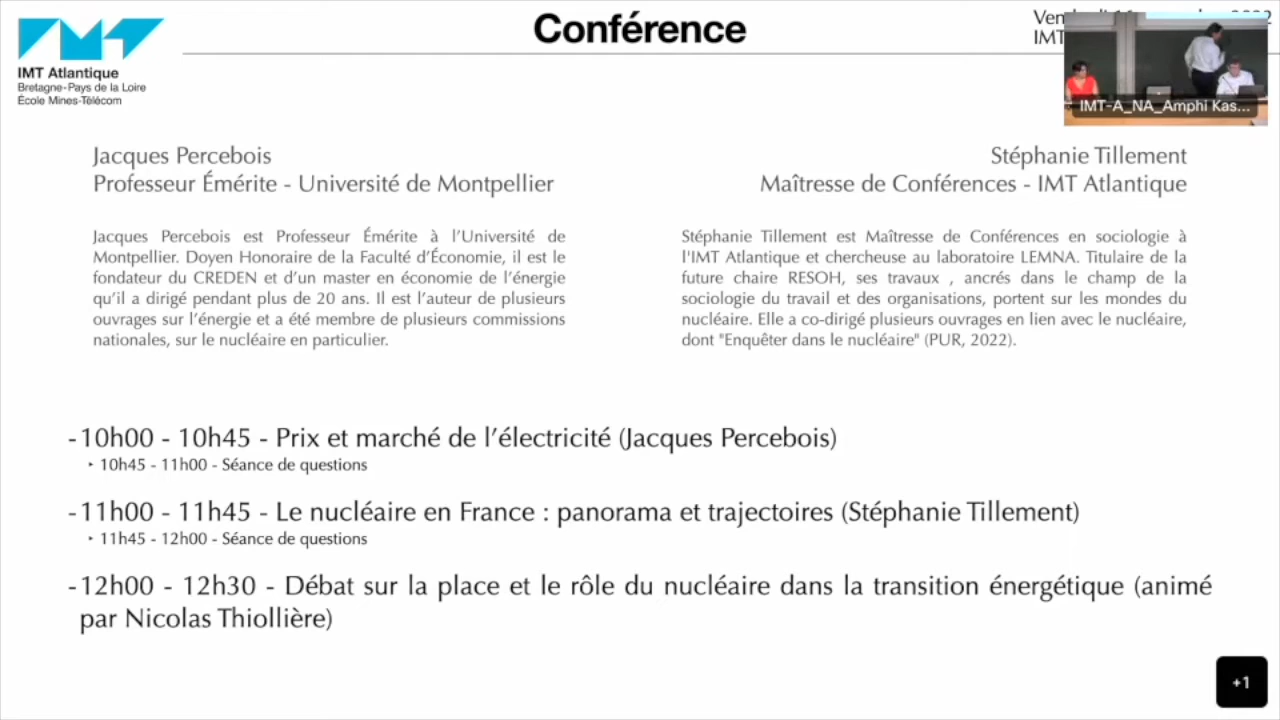 Conférence
IMT Atlantique
Bretagne-Pays de la Loire
École Mines-Télécom
IMT
IMT-A_NA_Amphi Kas...
Jacques Percebois
Professeur Émérite - Université de Montpellier
Jacques Percebois est Professeur Émérite à l'Université de
Montpellier. Doyen Honoraire de la Faculté d'Économie, il est le
fondateur du CREDEN et d'un master en économie de l'énergie
qu'il a dirigé pendant plus de 20 ans. Il est l'auteur de plusieurs
ouvrages sur l'énergie et a été membre de plusieurs commissions
nationales, sur le nucléaire en particulier.
Stéphanie Tillement
Maîtresse de Conférences - IMT Atlantique
Stéphanie Tillement est Maîtresse de Conférences en sociologie à
l'IMT Atlantique et chercheuse au laboratoire LEMNA. Titulaire de la
future chaire RESOH, ses travaux , ancrés dans le champ de la
sociologie du travail et des organisations, portent sur les mondes du
nucléaire. Elle a co-dirigé plusieurs ouvrages en lien avec le nucléaire,
dont "Enquêter dans le nucléaire" (PUR, 2022).
-10h00 - 10h45 - Prix et marché de l'électricité (Jacques Percebois)
‣ 10h45 - 11h00 - Séance de questions
-11h00 - 11h45 - Le nucléaire en France : panorama et trajectoires (Stéphanie Tillement)
‣ 11h45 - 12h00 - Séance de questions
-12h00 - 12h30 - Débat sur la place et le rôle du nucléaire dans la transition énergétique (animé
par Nicolas Thiollière)
+1